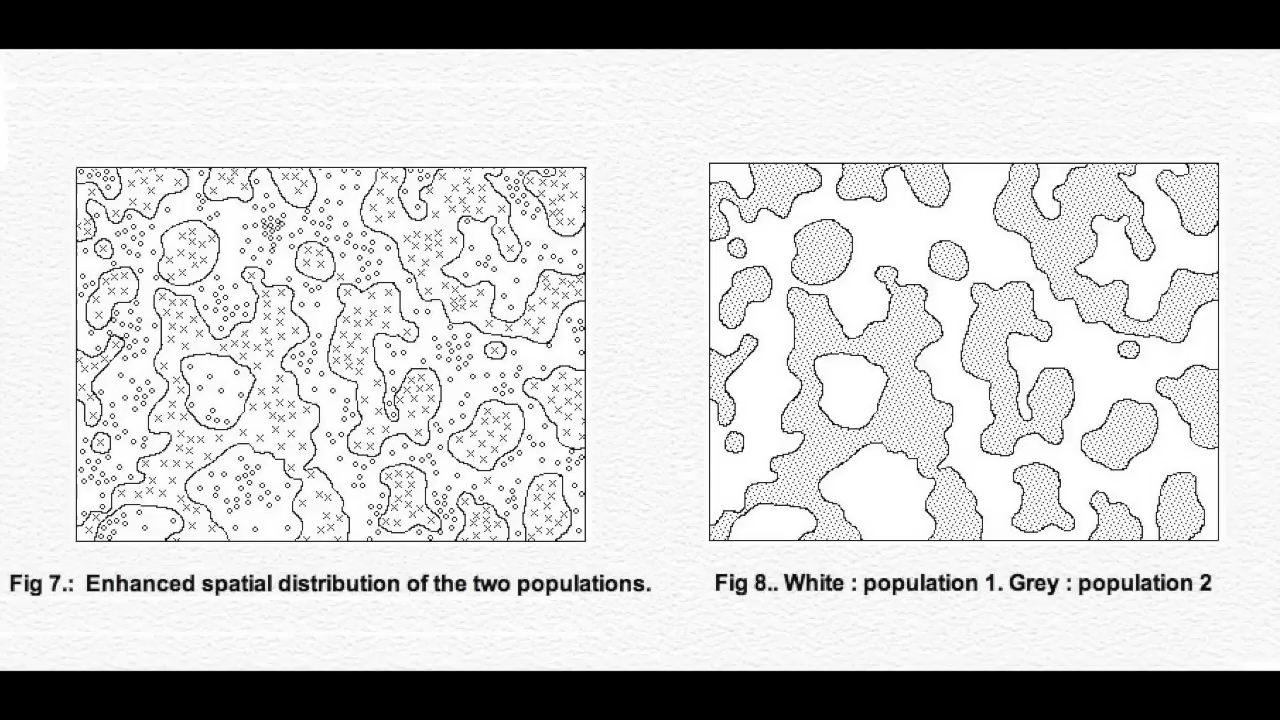 Fig 7.: Enhanced spatial distribution of the two populations.
Fig 8.. White : population 1. Grey : population 2